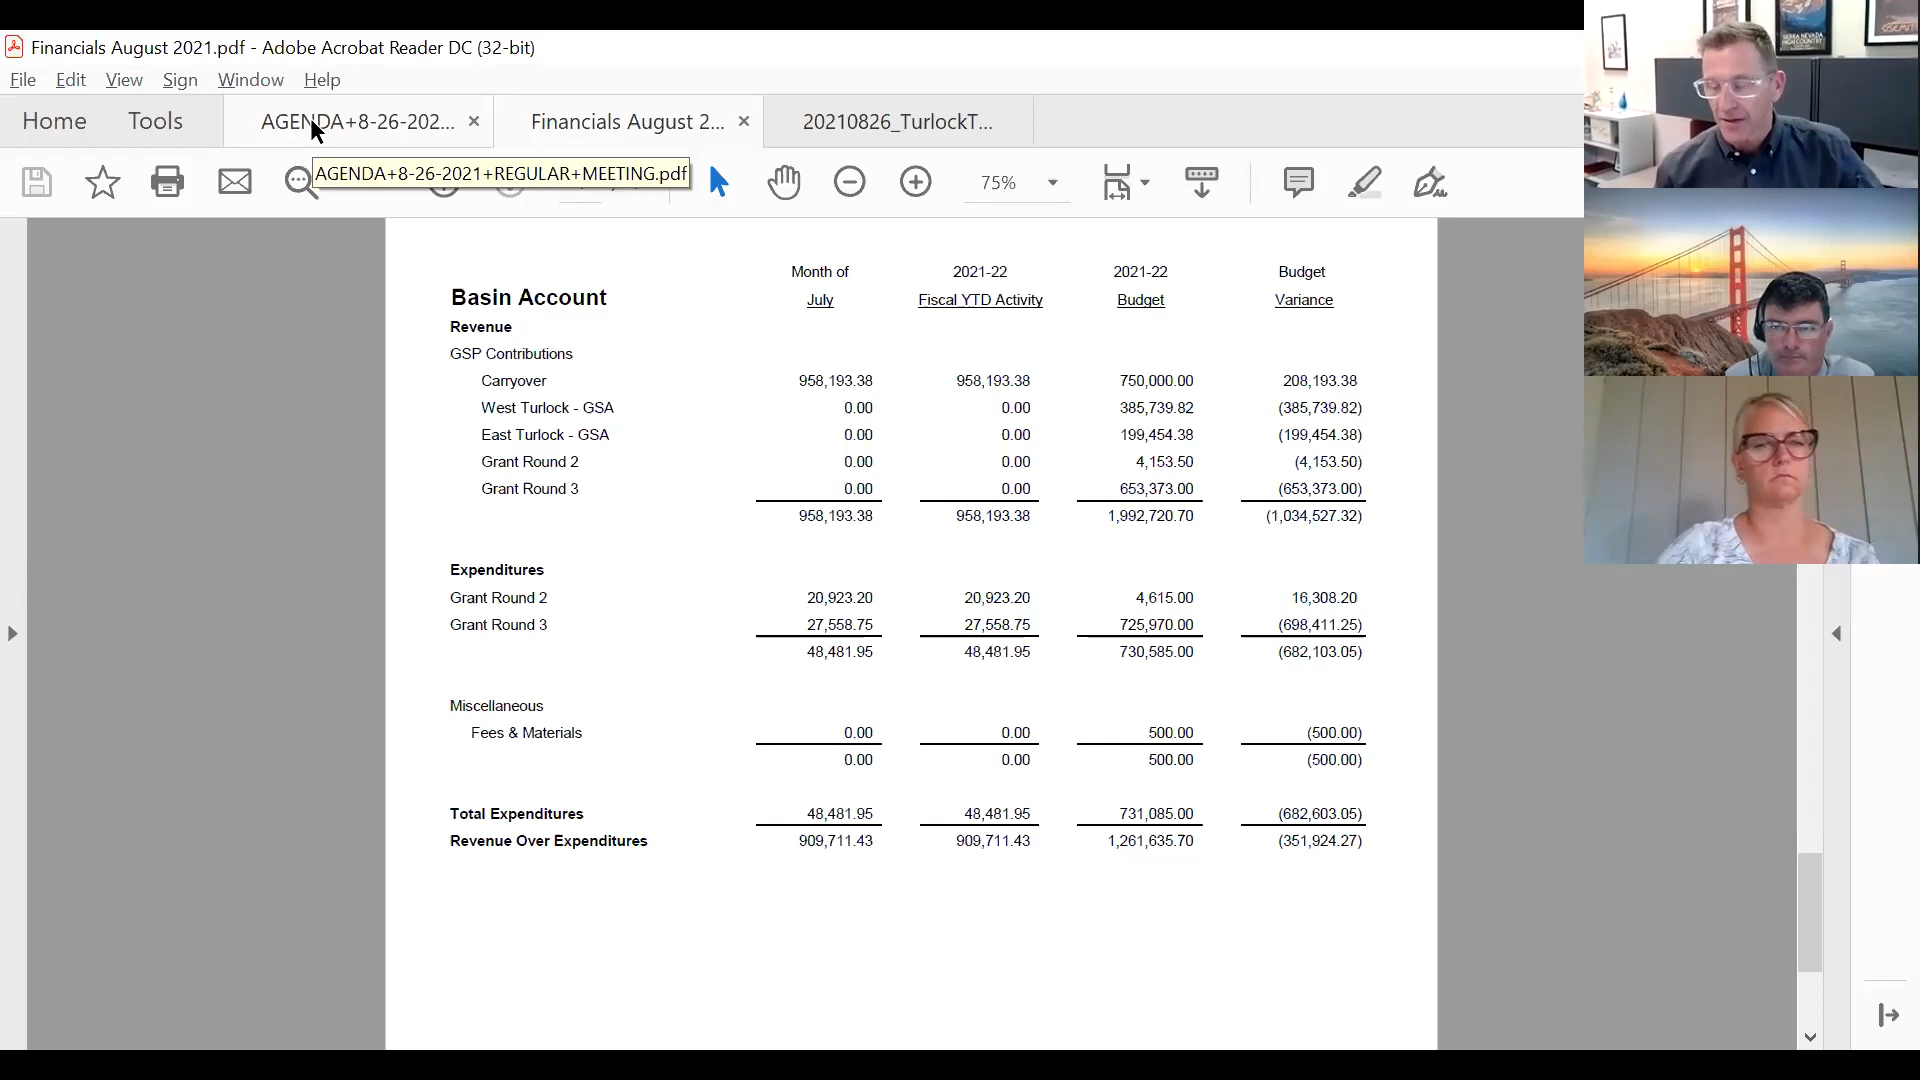 Financials August 2021.pdf - Adobe Acrobat Reader DC (32-bit)
File Edit View Sign Window Help
Home Tools AGENDA+8-26-202... × Financials August 2... × 20210826_TurlockT...
AGENDA+8-26-2021+REGULAR+MEETING.pdf
75%
Month of 2021-22 2021-22 Budget
Basin Account July Fiscal YTD Activity Budget Variance
Revenue
GSP Contributions
Carryover 958,193.38 958,193.38 750,000.00 208,193.38
West Turlock - GSA 0.00 0.00 385,739.82 (385,739.82)
East Turlock - GSA 0.00 0.00 199,454.38 (199,454.38)
Grant Round 2 0.00 0.00 4,153.50 (4,153.50)
Grant Round 3 0.00 0.00 653,373.00 (653,373.00)
958,193.38 958,193.38 1,992,720.70 (1,034,527.32)
Expenditures
Grant Round 2 20,923.20 20,923.20 4,615.00 16,308.20
Grant Round 3 27,558.75 27,558.75 725,970.00 (698,411.25)
48,481.95 48,481.95 730,585.00 (682,103.05)
Miscellaneous
Fees & Materials 0.00 0.00 500.00 (500.00)
0.00 0.00 500.00 (500.00)
Total Expenditures 48,481.95 48,481.95 731,085.00 (682,603.05)
Revenue Over Expenditures 909,711.43 909,711.43 1,261,635.70 (351,924.27)
SIERRA NEVADA
HIGH COUNTRY